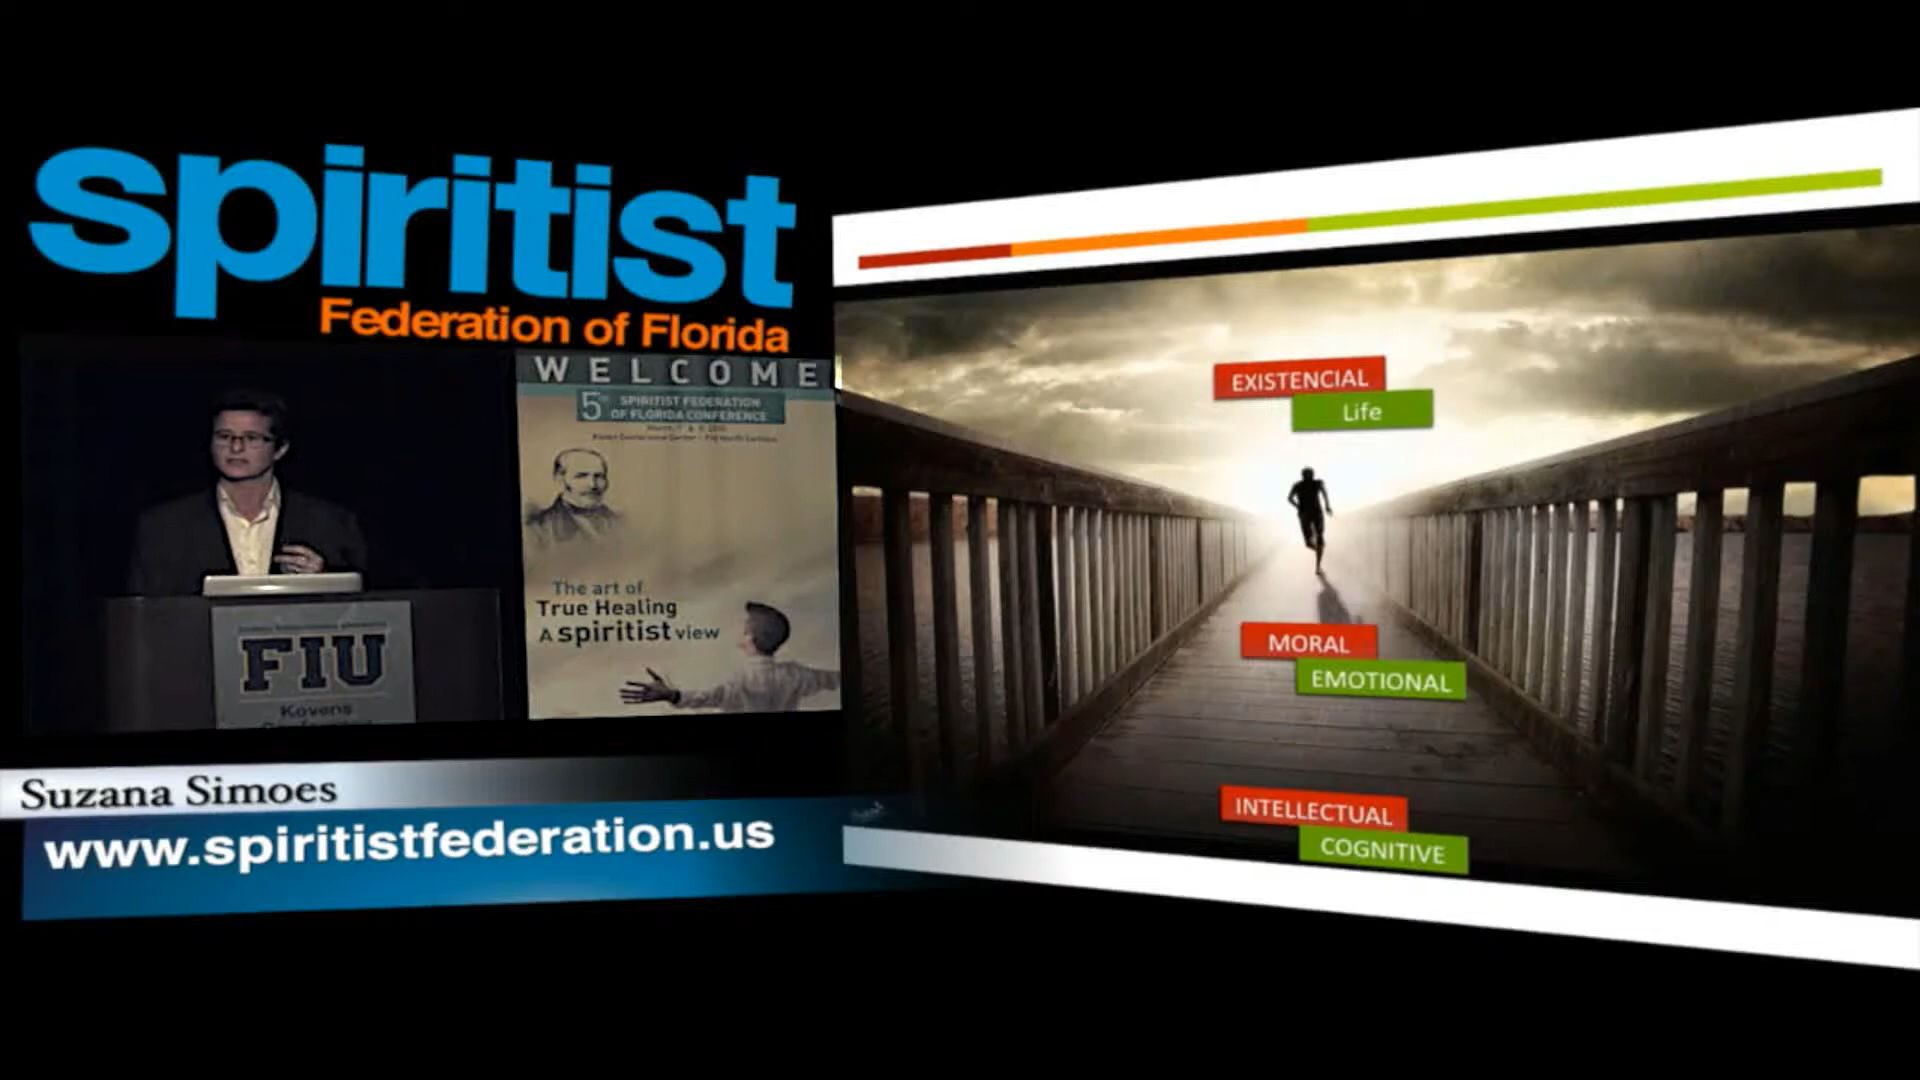 spiritist
Federation of Florida
WELCOME
5TH SPIRITIST FEDERATION
OF FLORIDA CONFERENCE
The art of
True Healing
A spiritist view
FIU
Kovens
Suzana Simoes
www.spiritistfederation.us
EXISTENCIAL
Life
MORAL
EMOTIONAL
INTELLECTUAL
COGNITIVE